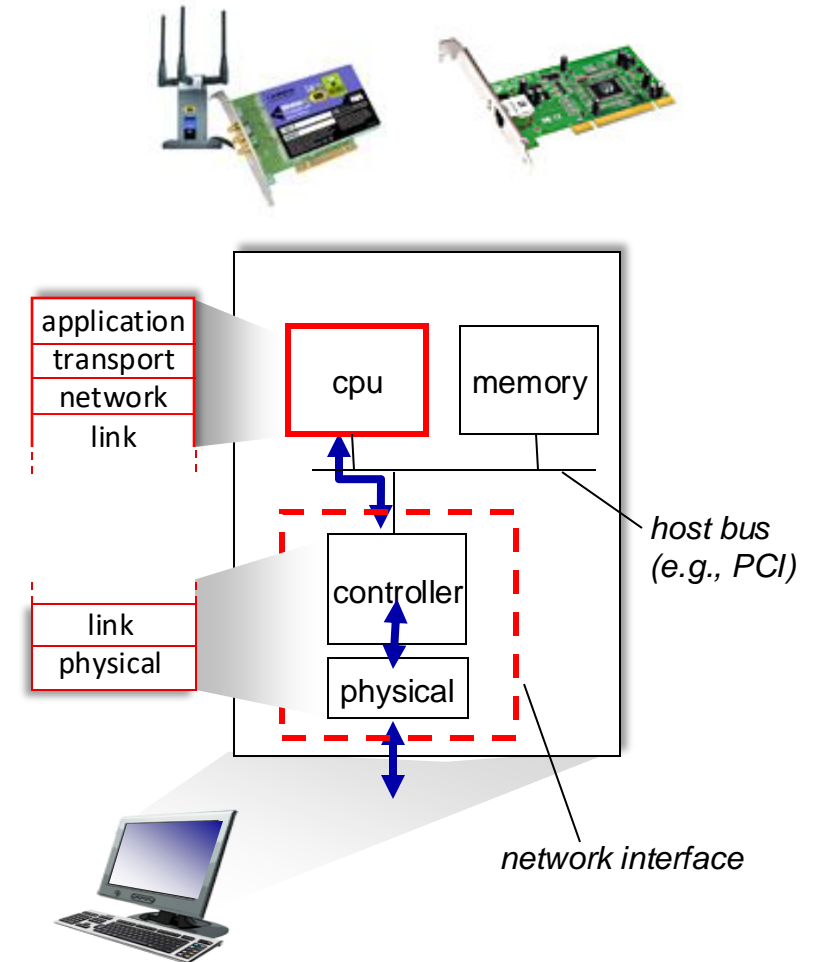 application
transport
network
link
cpu
memory
host bus
(e.g., PCI)
controller
link
physical
physical
network interface